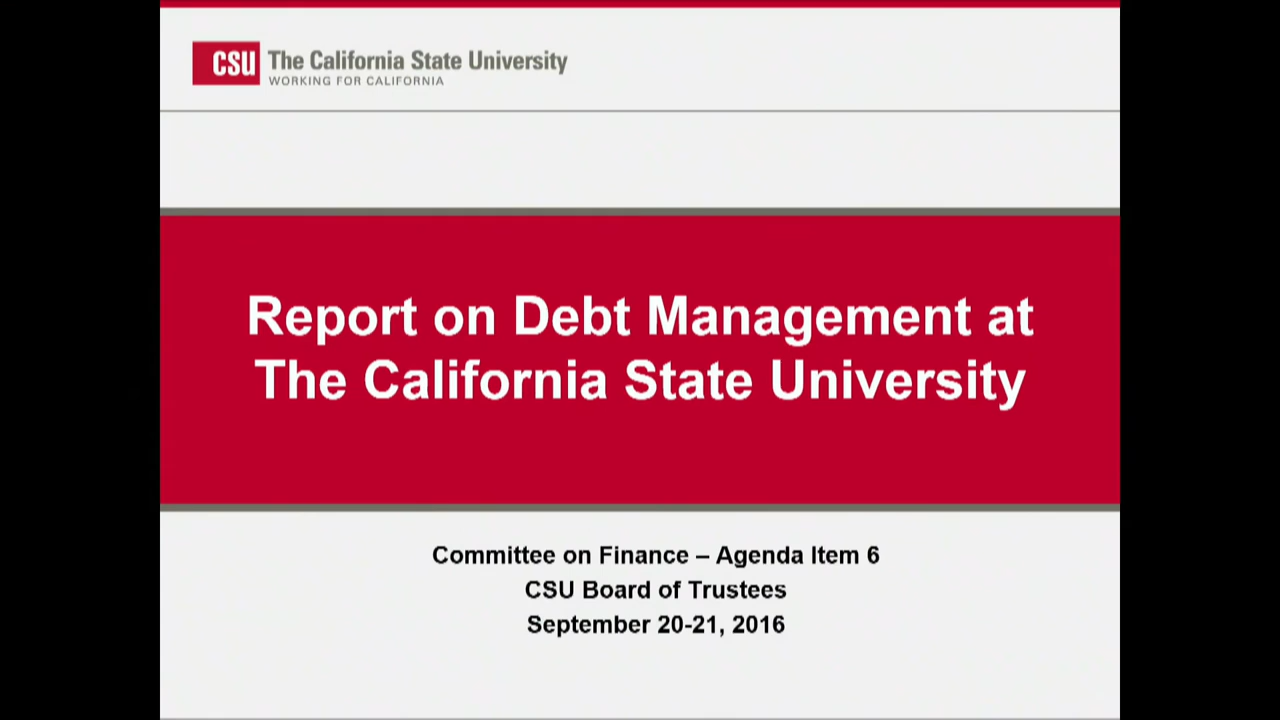 CSU The California State University
WORKING FOR CALIFORNIA
Report on Debt Management at
The California State University
Committee on Finance – Agenda Item 6
CSU Board of Trustees
September 20-21, 2016